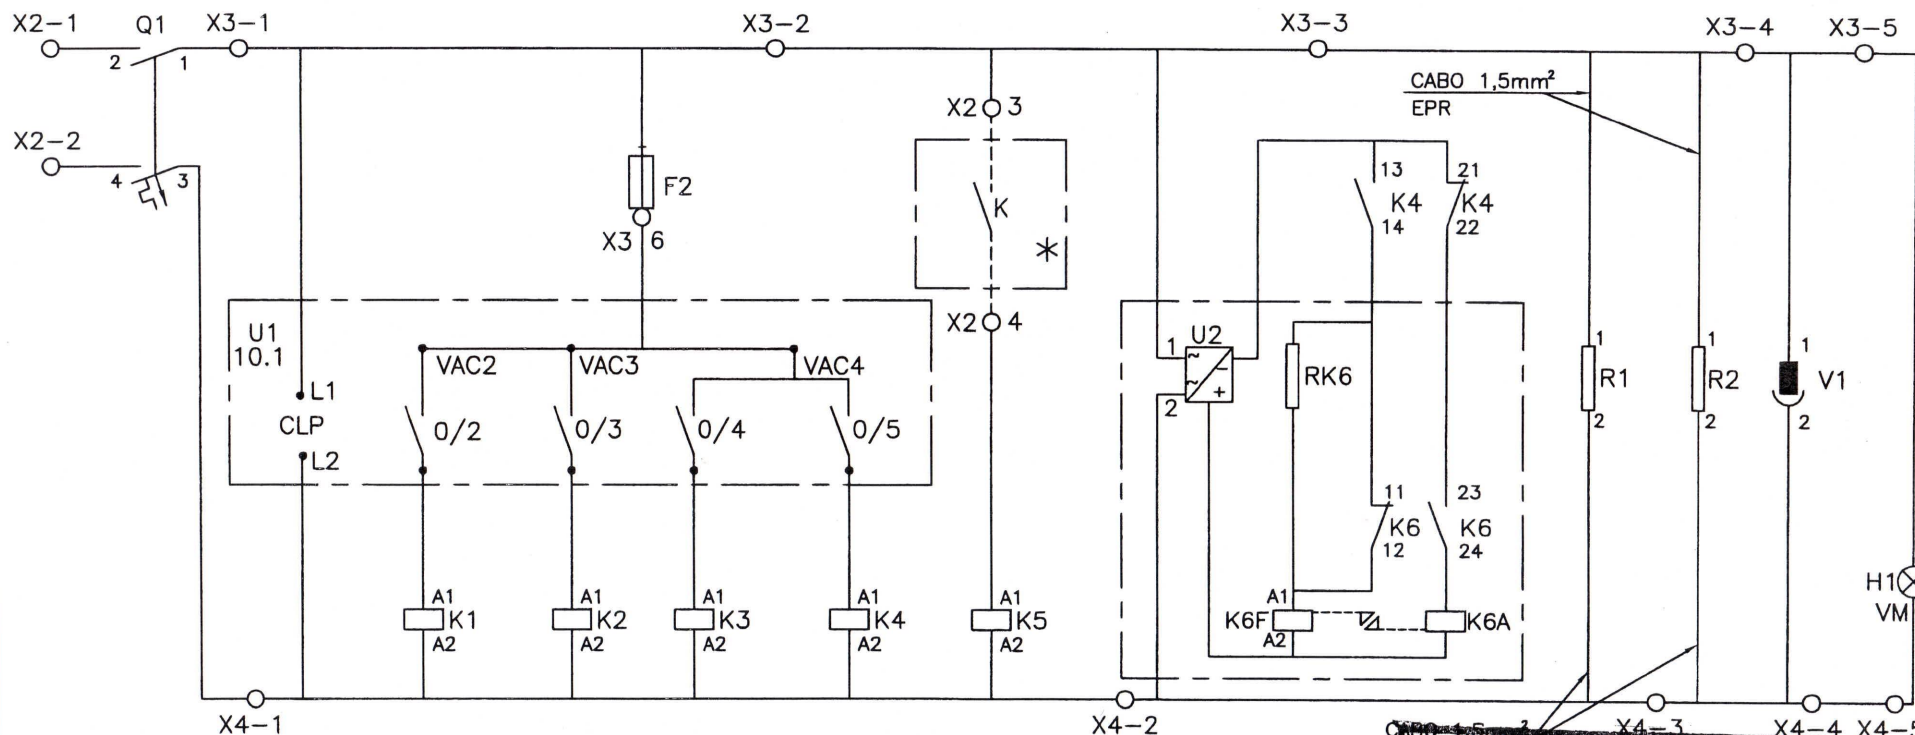 X2-1
Q1
X3-1
X3-2
X3-3
X3-4
X3-5
2
1
CABO 1,5mm²
EPR
X2 3
X2-2
4
3
F2
X3 6
K
*
13
K4
14
21
K4
22
X2 4
U1
10.1
VAC2
VAC3
VAC4
L1
CLP
L2
0/2
0/3
0/4
0/5
1
U2
2
~
~
−
+
RK6
1
R1
2
1
R2
2
1
V1
2
11
K6
12
23
K6
24
A1
K1
A2
A1
K2
A2
A1
K3
A2
A1
K4
A2
A1
K5
A2
A1
K6F
A2
K6A
H1
VM
X4-1
X4-2
X4-3
X4-4
X4-5